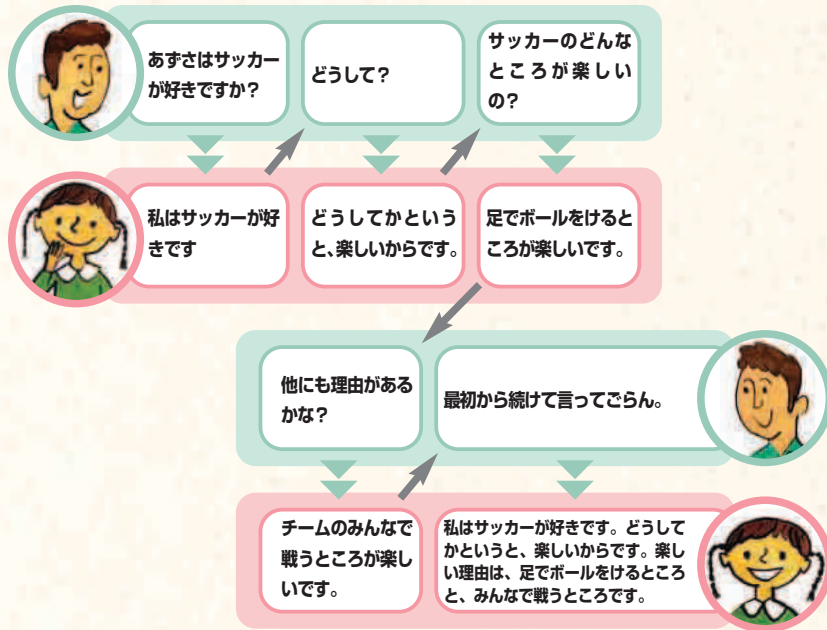 あずさはサッカー
が好きですか？
私はサッカーが好
きです
どうして？
どうしてかという
と、楽しいからです。
サッカーのどんな
ところが楽しい
の？
足でボールをけると
ころが楽しいです。
他にも理由がある
かな？
チームのみんなで
戦うところが楽し
いです。
最初から続けて言ってごらん。
私はサッカーが好きです。どうして
かというと、楽しいからです。楽し
い理由は、足でボールをけるところ
と、みんなで戦うところです。